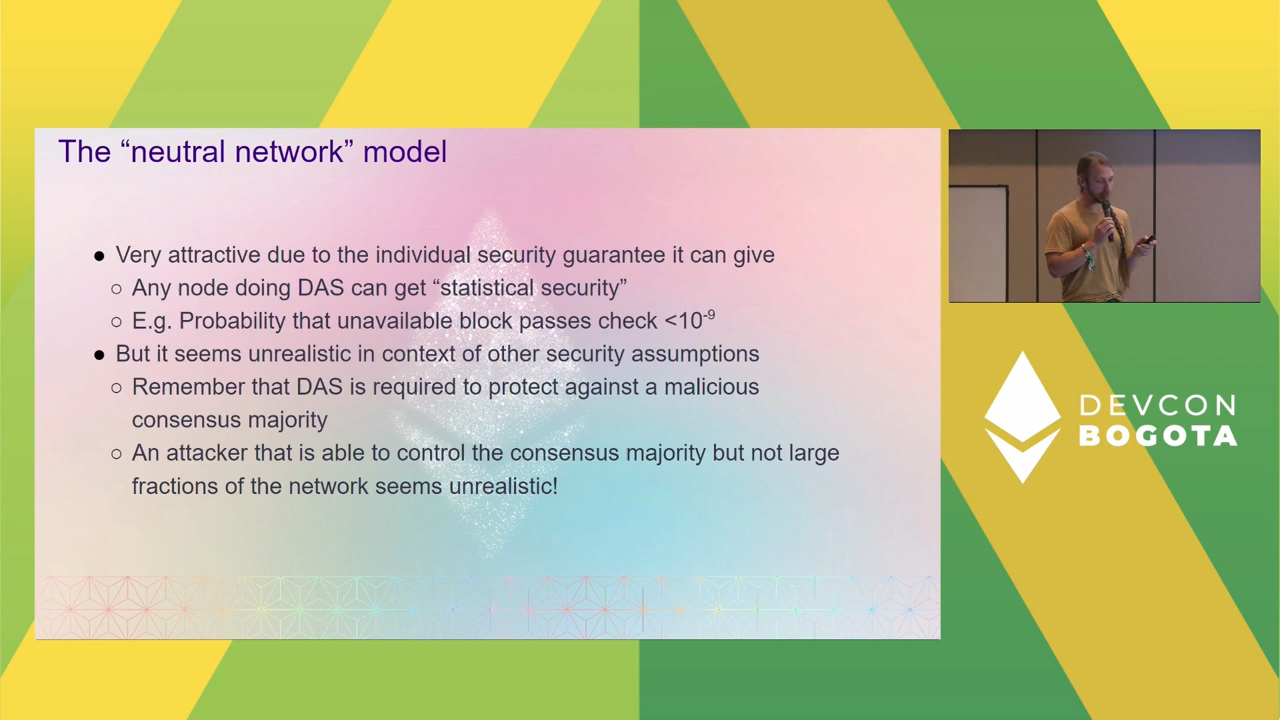 The “neutral network” model
● Very attractive due to the individual security guarantee it can give
○ Any node doing DAS can get “statistical security”
○ E.g. Probability that unavailable block passes check <10⁻⁹
● But it seems unrealistic in context of other security assumptions
○ Remember that DAS is required to protect against a malicious
consensus majority
○ An attacker that is able to control the consensus majority but not large
fractions of the network seems unrealistic!
DEVCON
BOGOTA